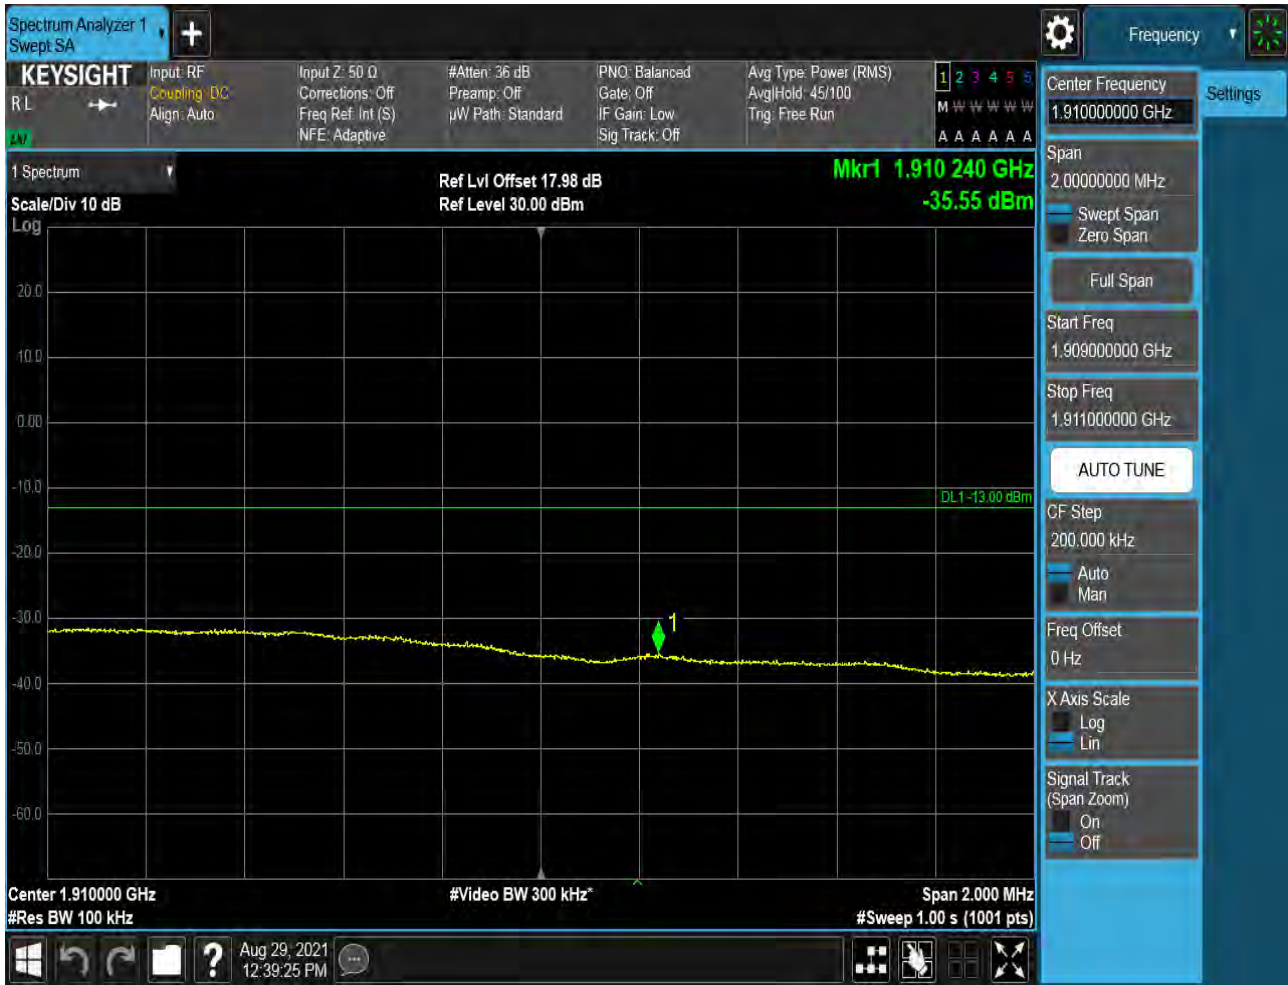 Spectrum Analyzer 1
Swept SA
+
Frequency
KEYSIGHT
R L
LXI
Input: RF
Coupling: DC
Align: Auto
Input Z: 50 Ω
Corrections: Off
Freq Ref: Int (S)
NFE: Adaptive
#Atten: 36 dB
Preamp: Off
µW Path: Standard
PNO: Balanced
Gate: Off
IF Gain: Low
Sig Track: Off
Avg Type: Power (RMS)
Avg|Hold: 45/100
Trig: Free Run
1 2 3 4 5 6
M W W W W W
A A A A A A
1 Spectrum
Scale/Div 10 dB
Log
Ref Lvl Offset 17.98 dB
Ref Level 30.00 dBm
Mkr1 1.910 240 GHz
-35.55 dBm
20.0
10.0
0.00
-10.0
DL1 -13.00 dBm
-20.0
-30.0
1
-40.0
-50.0
-60.0
Center 1.910000 GHz
#Video BW 300 kHz*
Span 2.000 MHz
#Res BW 100 kHz
#Sweep 1.00 s (1001 pts)
Center Frequency
1.910000000 GHz
Settings
Span
2.00000000 MHz
Swept Span
Zero Span
Full Span
Start Freq
1.909000000 GHz
Stop Freq
1.911000000 GHz
AUTO TUNE
CF Step
200.000 kHz
Auto
Man
Freq Offset
0 Hz
X Axis Scale
Log
Lin
Signal Track
(Span Zoom)
On
Off
?
Aug 29, 2021
12:39:25 PM